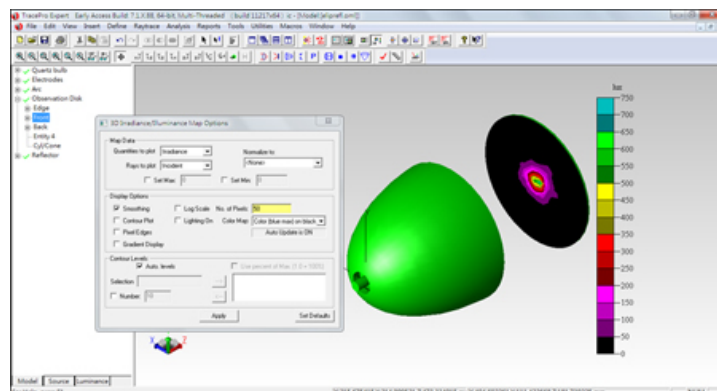 TracePro Expert Early Access Build: 7.1.X 88, 64-bit, Multi-Threaded
File Edit View Insert Define Raytrace Analysis Reports Tools Utilities Macros Window Help
Quartz bulb
Electrodes
Arc
Observation Disk
Edge
Front
Back
Entity 4
Cyl/Cone
Reflector
3D Irradiance/Illuminance Map Options
Map Data
Quantities to plot Irradiance
Normalize to:
Rays to plot Incident
(None)
Set Max:
Set Min:
Display Options
Smoothing
Log Scale
No. of Pixels: 50
Contour Plot
Lighting On
Color Map: Color (blue max) on black
Pixel Edges
Auto Update is ON
Gradient Display
Contour Levels
Auto. levels
Selection
Number:
Apply
Set Defaults
lux
750
700
650
600
550
500
450
400
350
300
250
200
150
100
50
0
X
Z
Model Source Luminance